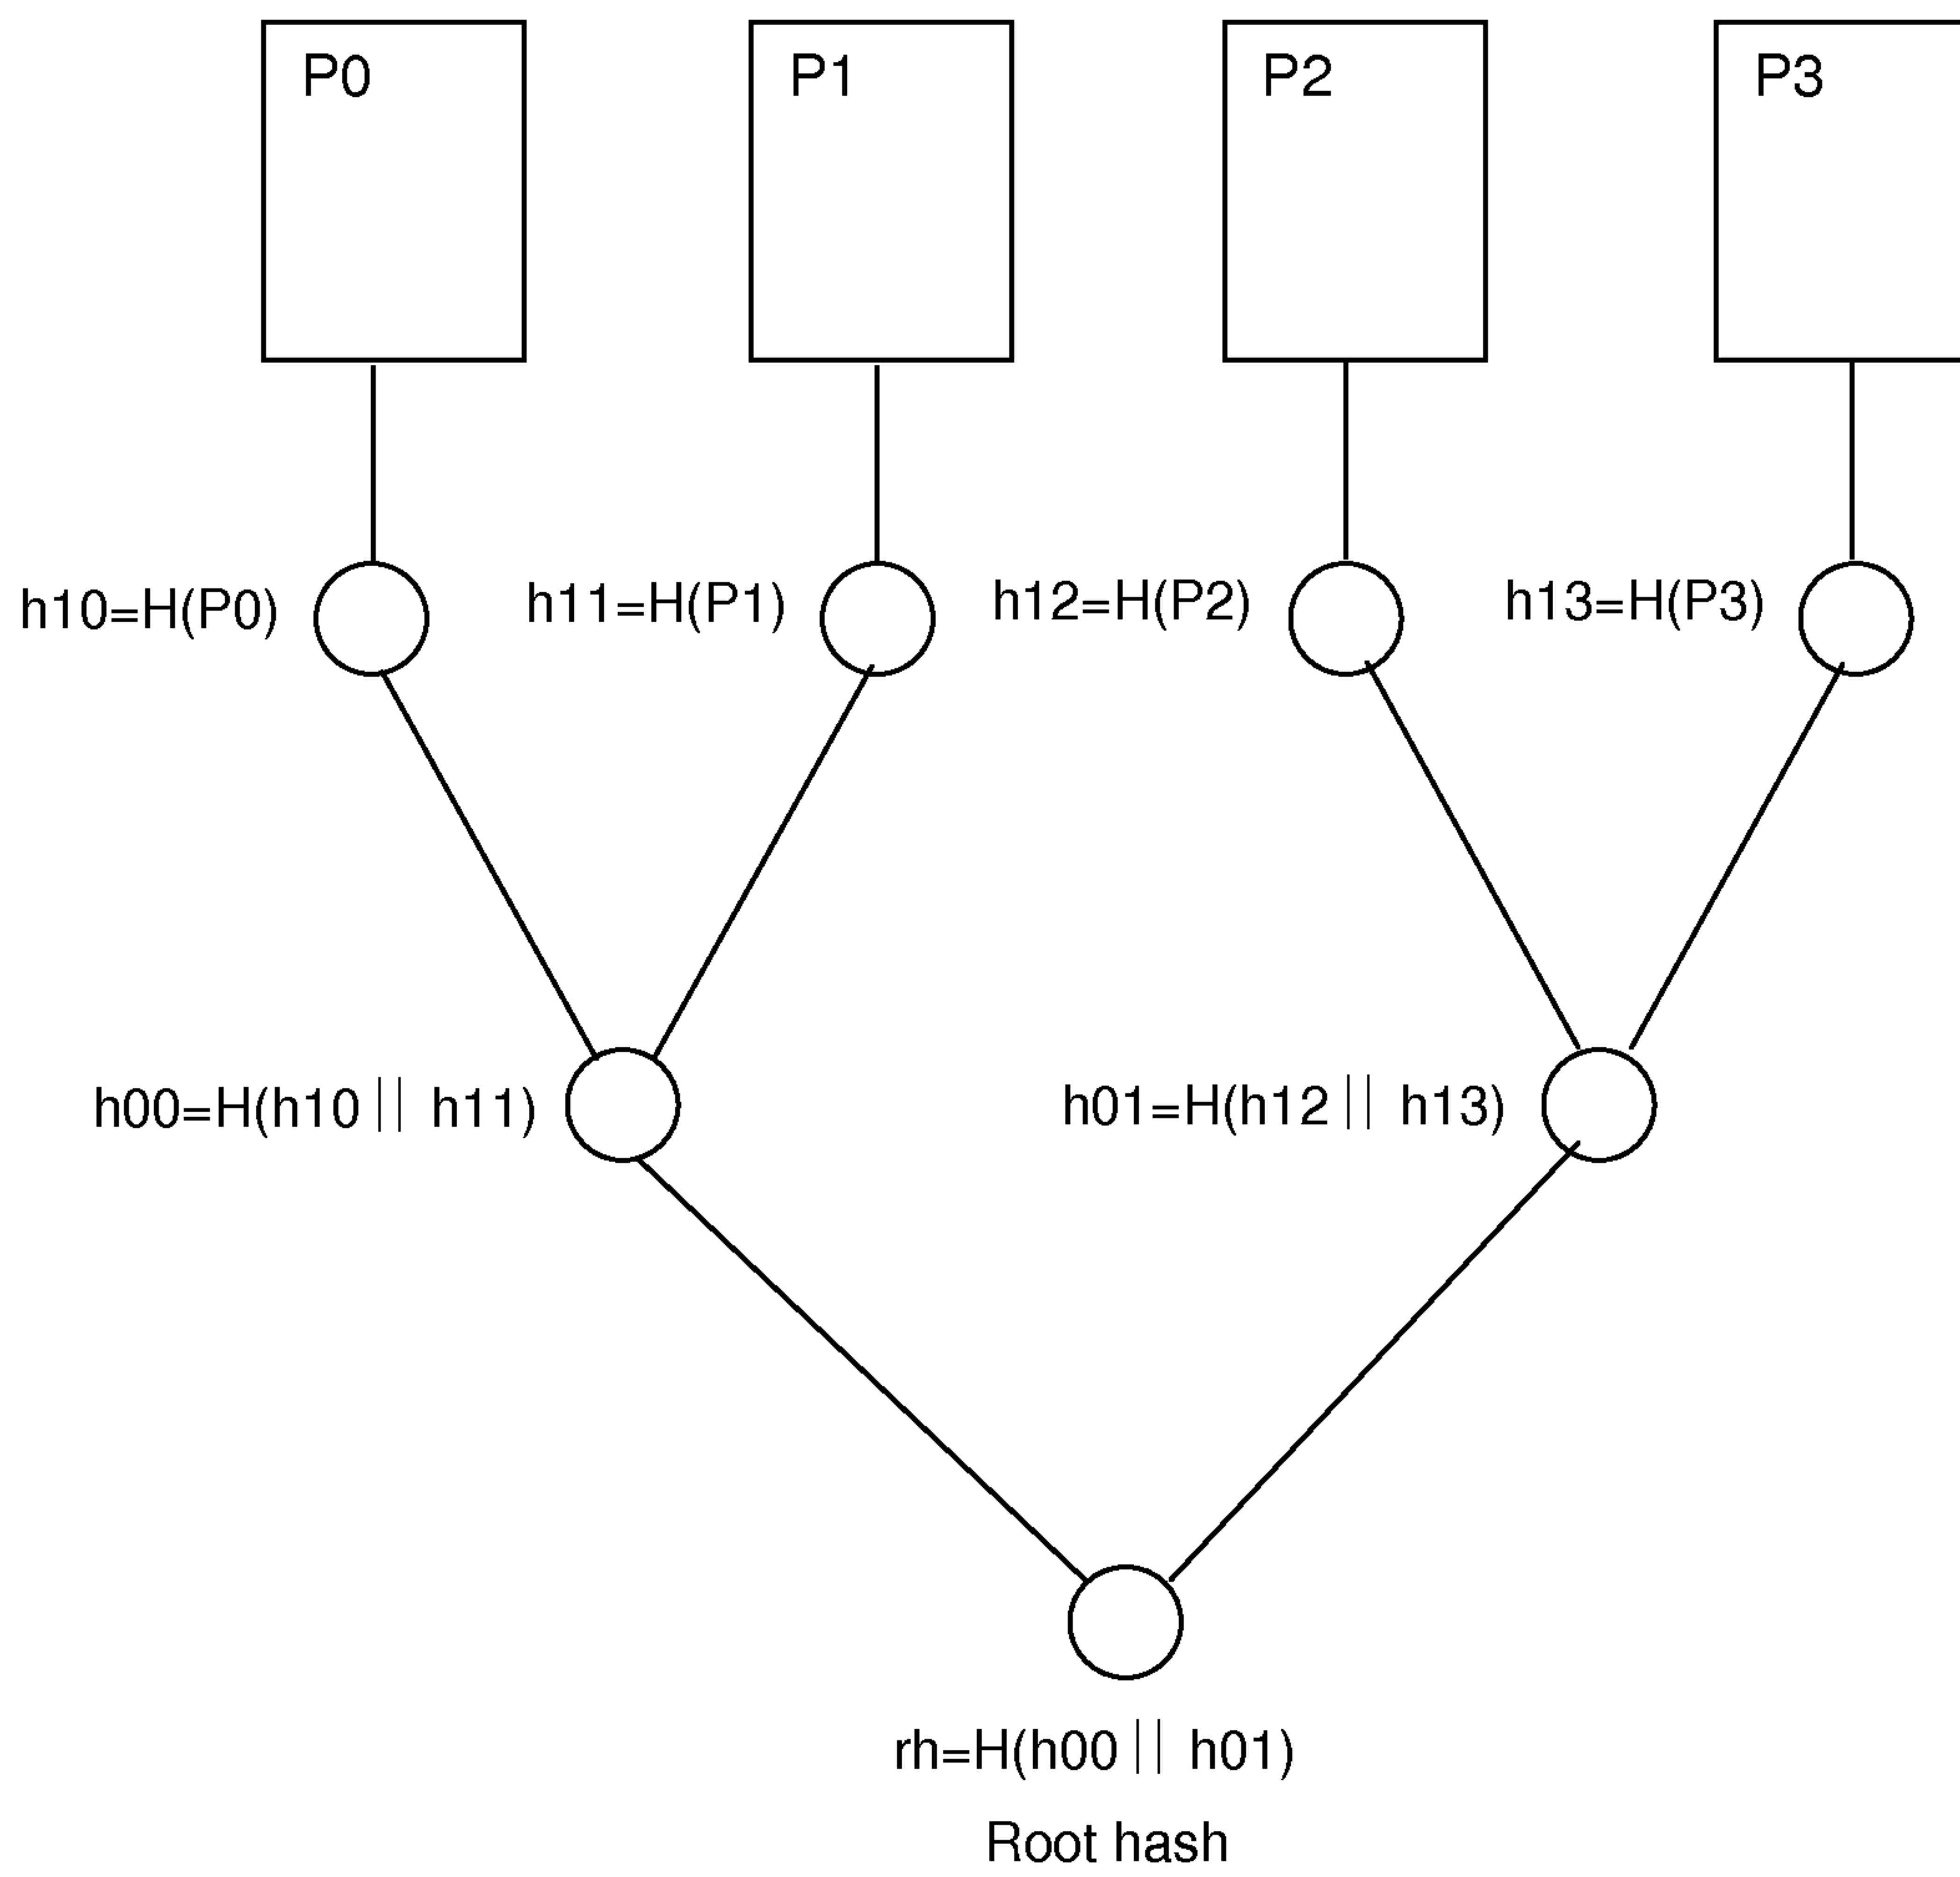 P0
P1
P2
P3
h10=H(P0)
h11=H(P1)
h12=H(P2)
h13=H(P3)
h00=H(h10 || h11)
h01=H(h12 || h13)
rh=H(h00 || h01)
Root hash